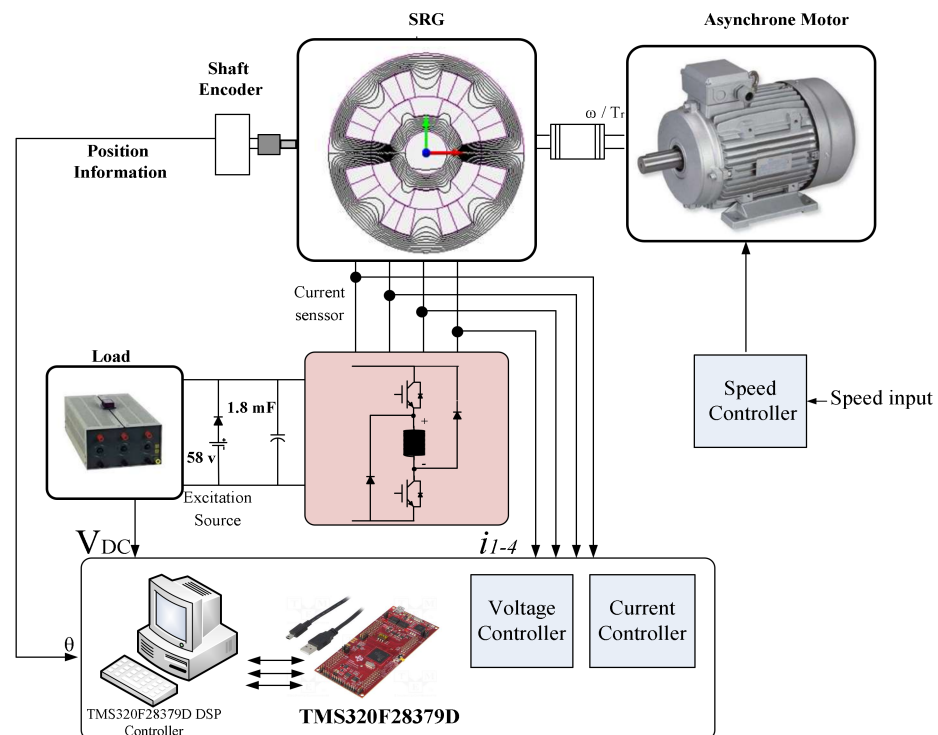 SRG
Asynchrone Motor
Shaft
Encoder
Position
Information
ω / Tr
Current
senssor
Load
1.8 mF
58 v
+
-
Excitation
Source
Speed
Controller
Speed input
VDC
i1-4
Voltage
Controller
Current
Controller
θ
TMS320F28379D DSP
Controller
TMS320F28379D